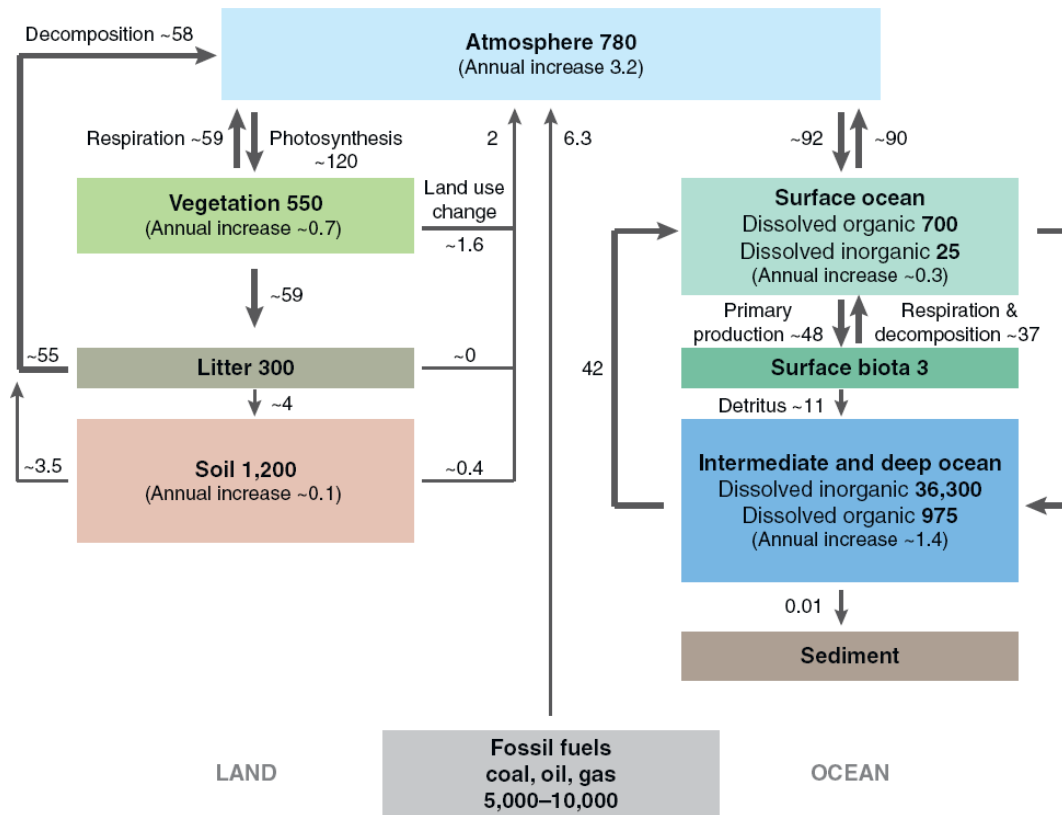 Decomposition ~58
Atmosphere 780
(Annual increase 3.2)
Respiration ~59
Photosynthesis
~120
2
6.3
~92
~90
Vegetation 550
(Annual increase ~0.7)
Land use
change
~1.6
Surface ocean
Dissolved organic 700
Dissolved inorganic 25
(Annual increase ~0.3)
~59
Primary
production ~48
Respiration &
decomposition ~37
~55
Litter 300
~0
42
Surface biota 3
~4
Detritus ~11
~3.5
Soil 1,200
(Annual increase ~0.1)
~0.4
Intermediate and deep ocean
Dissolved inorganic 36,300
Dissolved organic 975
(Annual increase ~1.4)
0.01
Sediment
LAND
Fossil fuels
coal, oil, gas
5,000–10,000
OCEAN